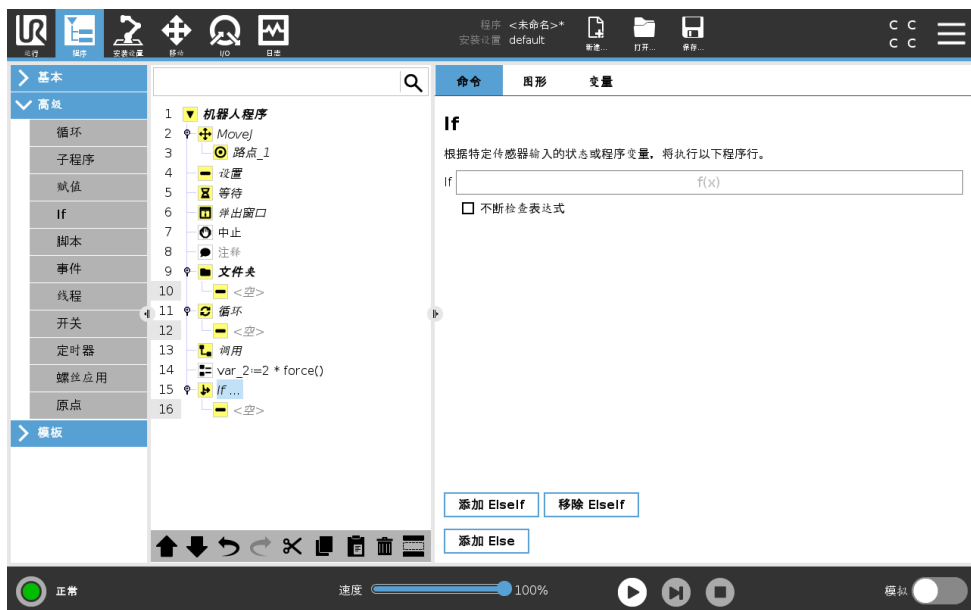 UR
运行
程序
安装设置
移动
I/O
日志
程序 <未命名>*
安装设置 default
新建...
打开...
保存...
C C
C C
基本
高级
循环
子程序
赋值
If
脚本
事件
线程
开关
定时器
螺丝应用
原点
模板
1 机器人程序
2 MoveJ
3 路点_1
4 设置
5 等待
6 弹出窗口
7 中止
8 注释
9 文件夹
10 <空>
11 循环
12 <空>
13 调用
14 var_2:=2 * force()
15 If ...
16 <空>
命令 图形 变量
If
根据特定传感器输入的状态或程序变量，将执行以下程序行。
If f(x)
不断检查表达式
添加 ElseIf 移除 ElseIf
添加 Else
正常
速度 100%
模拟